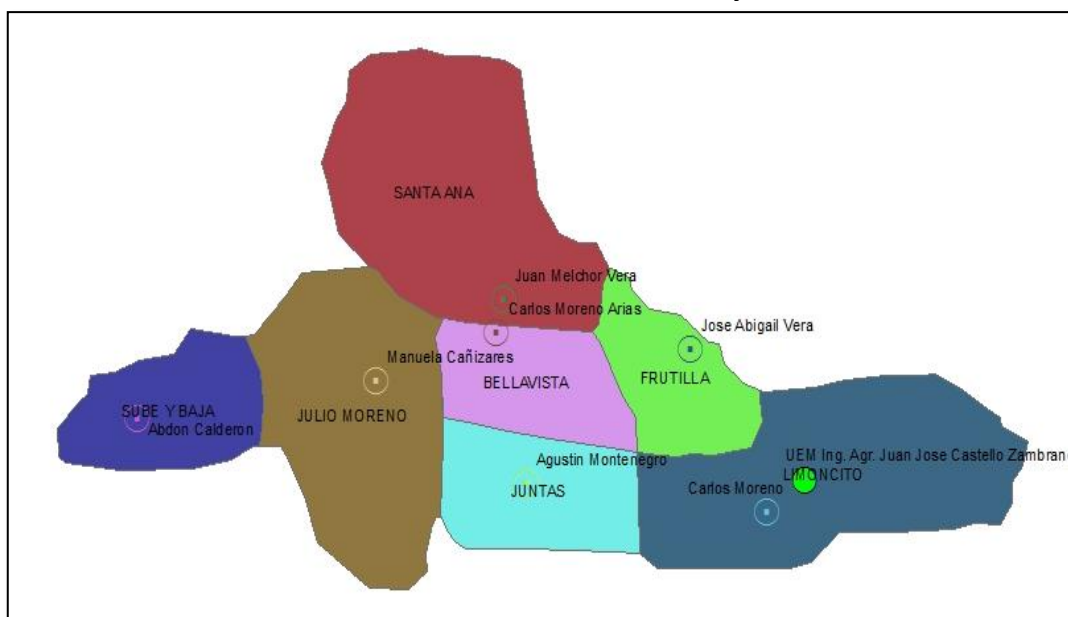 SANTA ANA
Juan Melchor Vera
Carlos Moreno Arias
Jose Abigail Vera
Manuela Cañizares
BELLAVISTA
FRUTILLA
SUBE Y BAJA
JULIO MORENO
Abdon Calderon
UEM Ing. Agr. Juan Jose Castello Zambrano
Agustin Montenegro
LIMONCITO
JUNTAS
Carlos Moreno